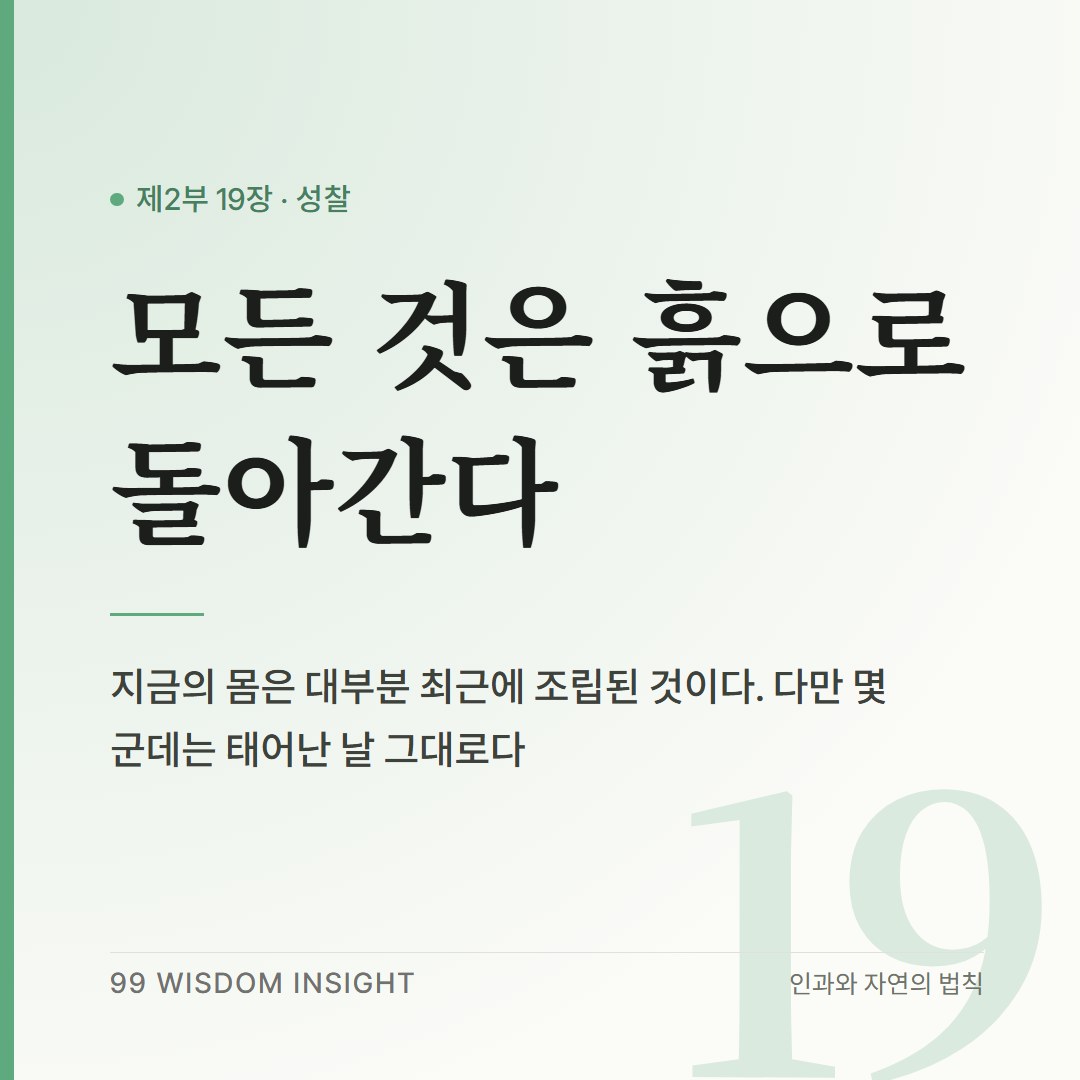 제2부 19장 · 성찰
모든 것은 흙으로
돌아간다
지금의 몸은 대부분 최근에 조립된 것이다. 다만 몇
군데는 태어난 날 그대로다
19
99 WISDOM INSIGHT
인과와 자연의 법칙